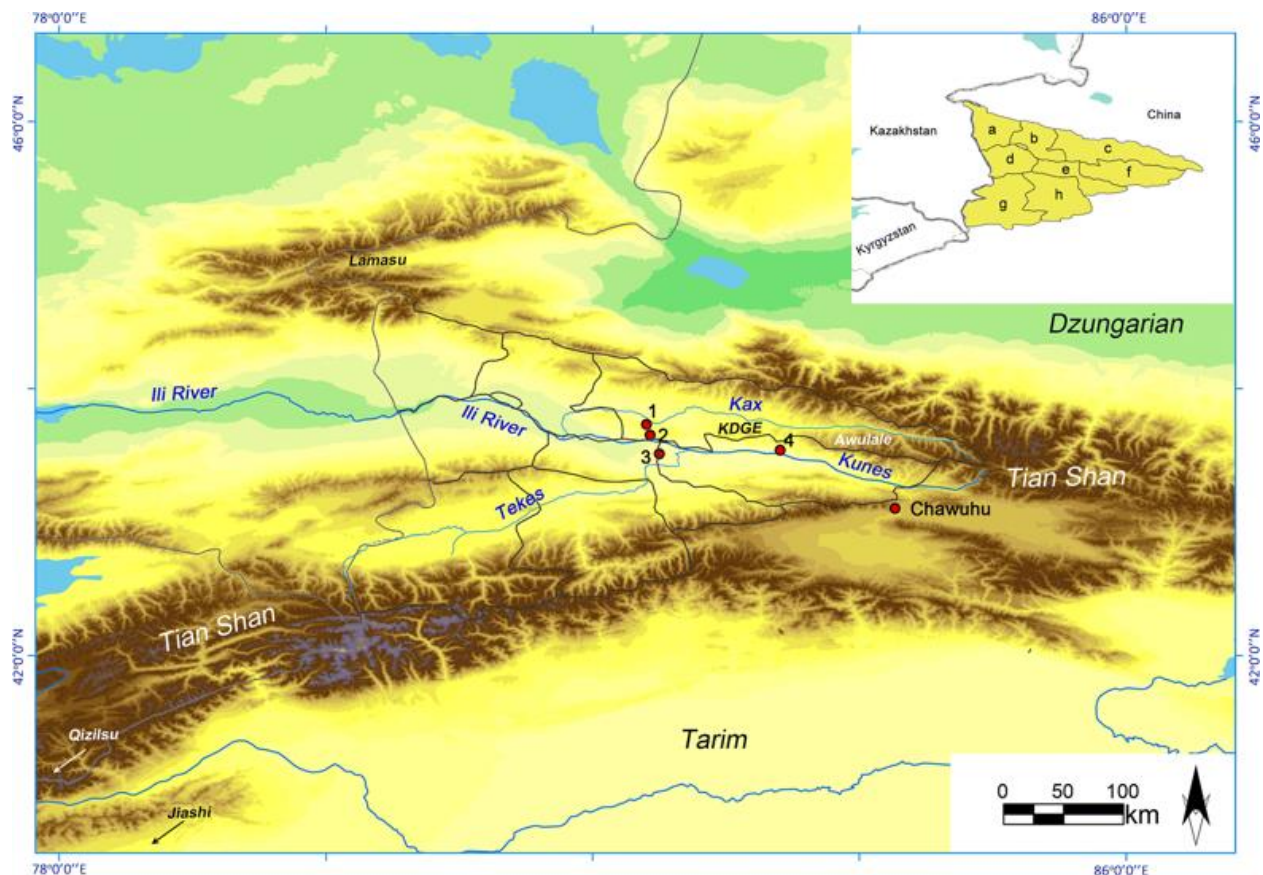 78°0'0''E
86°0'0''E
46°0'0''N
46°0'0''N
China
Kazakhstan
a
b
c
d
e
f
g
h
Kyrgyzstan
Lamasu
Dzungarian
Ili River
Ili River
1
Kax
2
KDGE
Awulale
3
4
Kunes
Tian Shan
Tekes
Chawuhu
Tian Shan
42°0'0''N
42°0'0''N
Qizilsu
Tarim
Jiashi
0 50 100
km
78°0'0''E
86°0'0''E